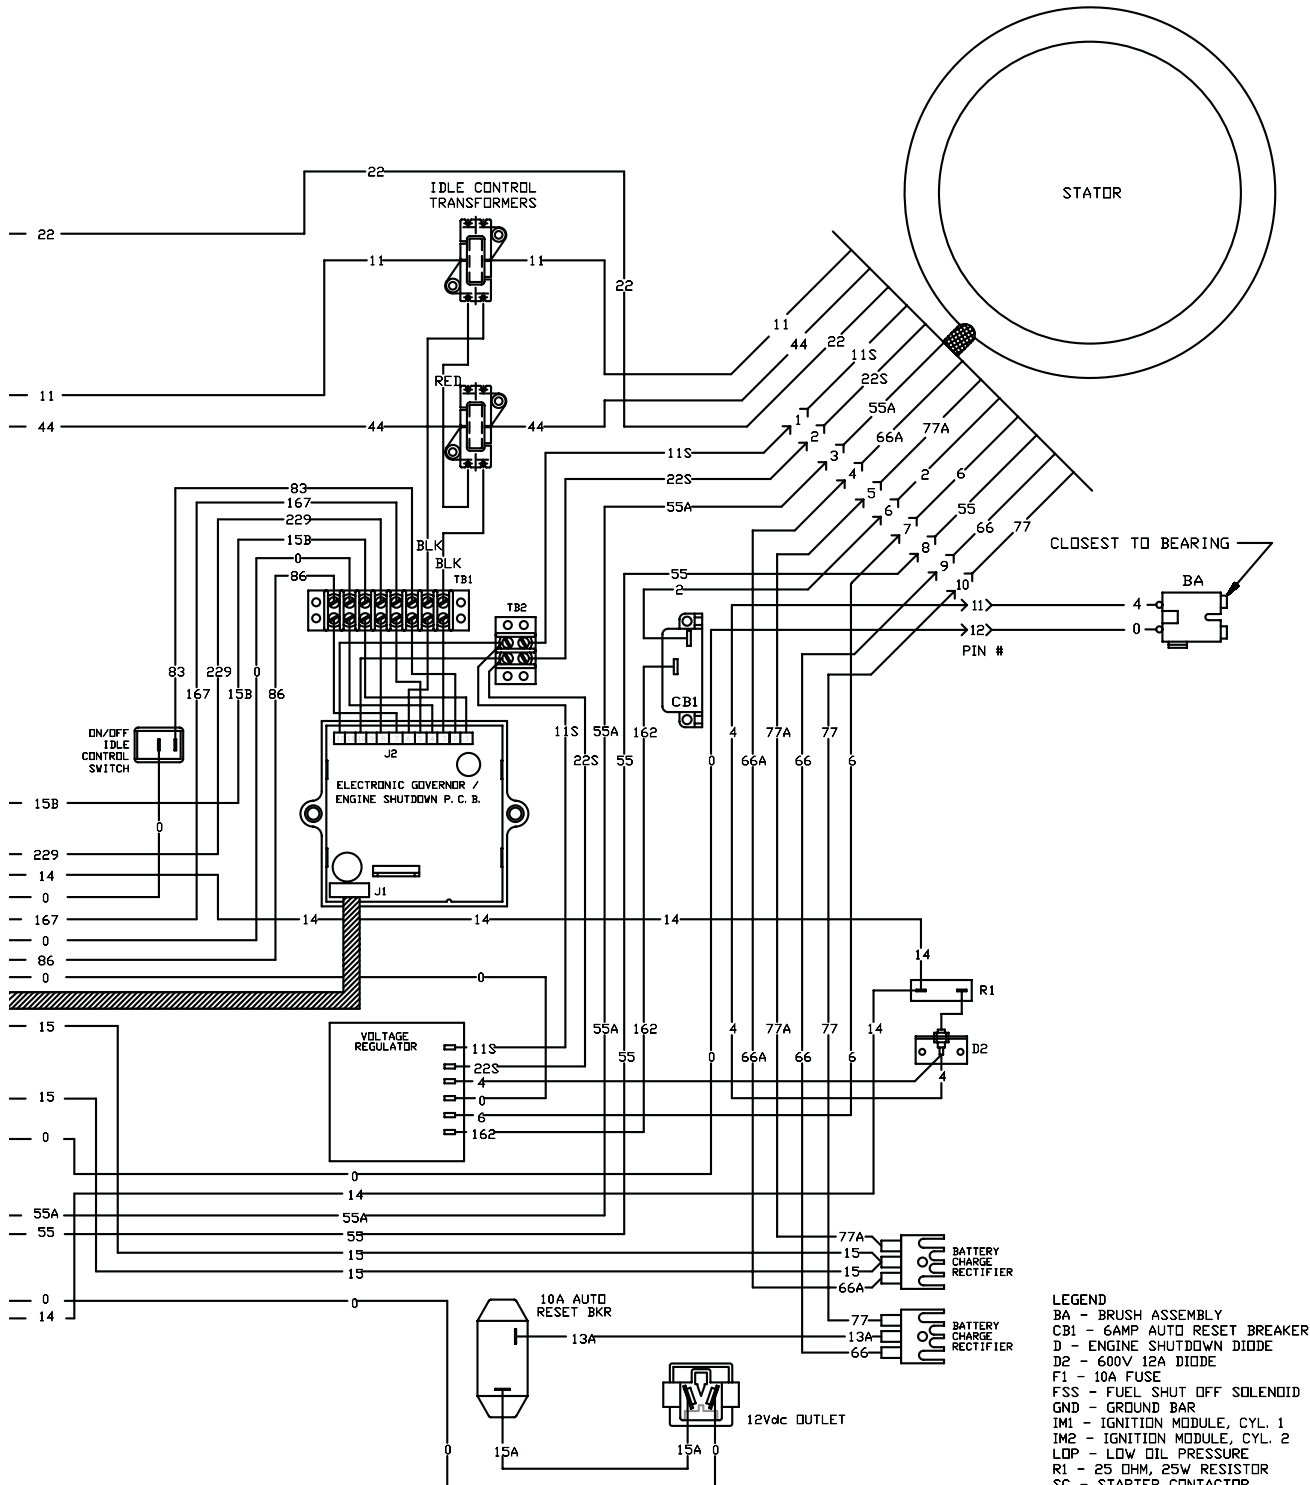 STATOR
22
IDLE CONTROL
TRANSFORMERS
22
11
11
22
11
44
22
11S
22S
55A
66A
77A
2
6
55
66
77
RED
11
44
44
44
1
2
3
4
5
6
7
8
9
10
11S
22S
55A
83
167
229
15B
0
86
BLK
BLK
TB1
TB2
55
2
CLOSEST TO BEARING
BA
11
4
12
0
PIN #
83
229
0
167
15B
86
CB1
ON/OFF
IDLE
CONTROL
SWITCH
J2
ELECTRONIC GOVERNOR /
ENGINE SHUTDOWN P.C.B.
11S
55A
162
4
77A
77
22S
55
0
66A
66
6
15B
0
229
14
J1
0
167
14
14
14
0
86
0
0
14
R1
15
VOLTAGE
REGULATOR
11S
22S
4
0
6
162
55A
162
4
77A
77
14
55
0
66A
66
6
D2
4
15
0
0
14
55A
55A
55
55
15
15
77A
15
15
66A
BATTERY
CHARGE
RECTIFIER
0
0
14
10A AUTO
RESET BKR
13A
77
13A
66
BATTERY
CHARGE
RECTIFIER
12Vdc OUTLET
0
15A
15A
0
LEGEND
BA - BRUSH ASSEMBLY
CB1 - 6AMP AUTO RESET BREAKER
D - ENGINE SHUTDOWN DIODE
D2 - 600V 12A DIODE
F1 - 10A FUSE
FSS - FUEL SHUT OFF SOLENOID
GND - GROUND BAR
IM1 - IGNITION MODULE, CYL. 1
IM2 - IGNITION MODULE, CYL. 2
LOP - LOW OIL PRESSURE
R1 - 25 OHM, 25W RESISTOR
SC - STARTER CONTACTOR